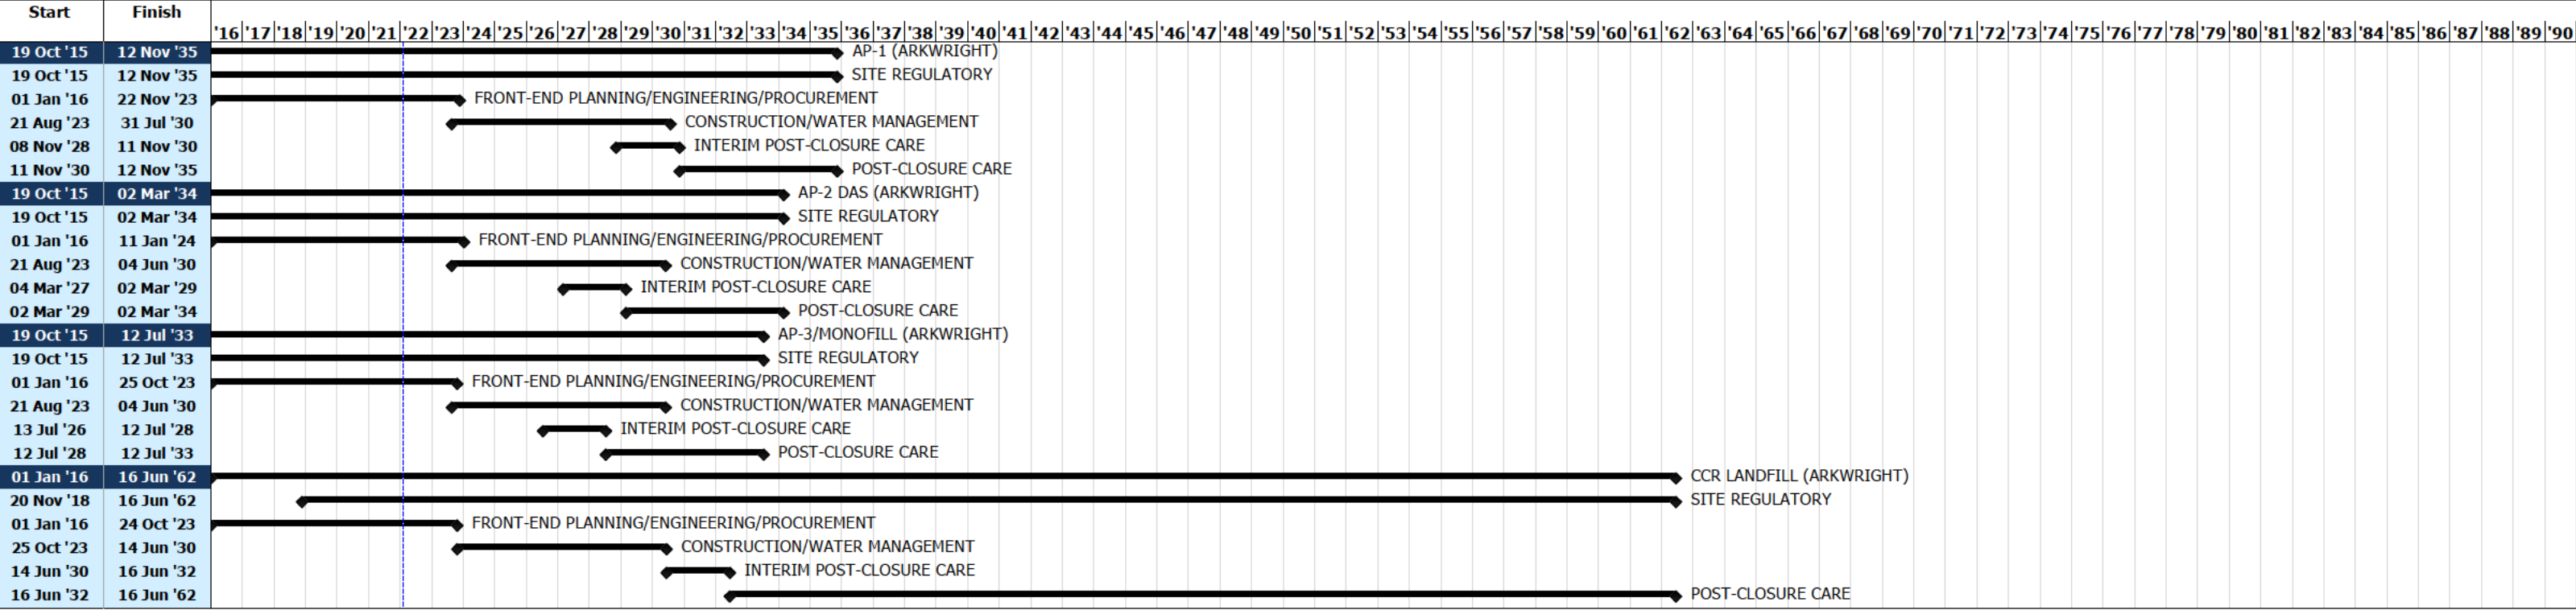 Start Finish '16 '17 '18 '19 '20 '21 '22 '23 '24 '25 '26 '27 '28 '29 '30 '31 '32 '33 '34 '35 '36 '37 '38 '39 '40 '41 '42 '43 '44 '45 '46 '47 '48 '49 '50 '51 '52 '53 '54 '55 '56 '57 '58 '59 '60 '61 '62 '63 '64 '65 '66 '67 '68 '69 '70 '71 '72 '73 '74 '75 '76 '77 '78 '79 '80 '81 '82 '83 '84 '85 '86 '87 '88 '89 '90
19 Oct '15 12 Nov '35 AP-1 (ARKWRIGHT)
19 Oct '15 12 Nov '35 SITE REGULATORY
01 Jan '16 22 Nov '23 FRONT-END PLANNING/ENGINEERING/PROCUREMENT
21 Aug '23 31 Jul '30 CONSTRUCTION/WATER MANAGEMENT
08 Nov '28 11 Nov '30 INTERIM POST-CLOSURE CARE
11 Nov '30 12 Nov '35 POST-CLOSURE CARE
19 Oct '15 02 Mar '34 AP-2 DAS (ARKWRIGHT)
19 Oct '15 02 Mar '34 SITE REGULATORY
01 Jan '16 11 Jan '24 FRONT-END PLANNING/ENGINEERING/PROCUREMENT
21 Aug '23 04 Jun '30 CONSTRUCTION/WATER MANAGEMENT
04 Mar '27 02 Mar '29 INTERIM POST-CLOSURE CARE
02 Mar '29 02 Mar '34 POST-CLOSURE CARE
19 Oct '15 12 Jul '33 AP-3/MONOFILL (ARKWRIGHT)
19 Oct '15 12 Jul '33 SITE REGULATORY
01 Jan '16 25 Oct '23 FRONT-END PLANNING/ENGINEERING/PROCUREMENT
21 Aug '23 04 Jun '30 CONSTRUCTION/WATER MANAGEMENT
13 Jul '26 12 Jul '28 INTERIM POST-CLOSURE CARE
12 Jul '28 12 Jul '33 POST-CLOSURE CARE
01 Jan '16 16 Jun '62 CCR LANDFILL (ARKWRIGHT)
20 Nov '18 16 Jun '62 SITE REGULATORY
01 Jan '16 24 Oct '23 FRONT-END PLANNING/ENGINEERING/PROCUREMENT
25 Oct '23 14 Jun '30 CONSTRUCTION/WATER MANAGEMENT
14 Jun '30 16 Jun '32 INTERIM POST-CLOSURE CARE
16 Jun '32 16 Jun '62 POST-CLOSURE CARE